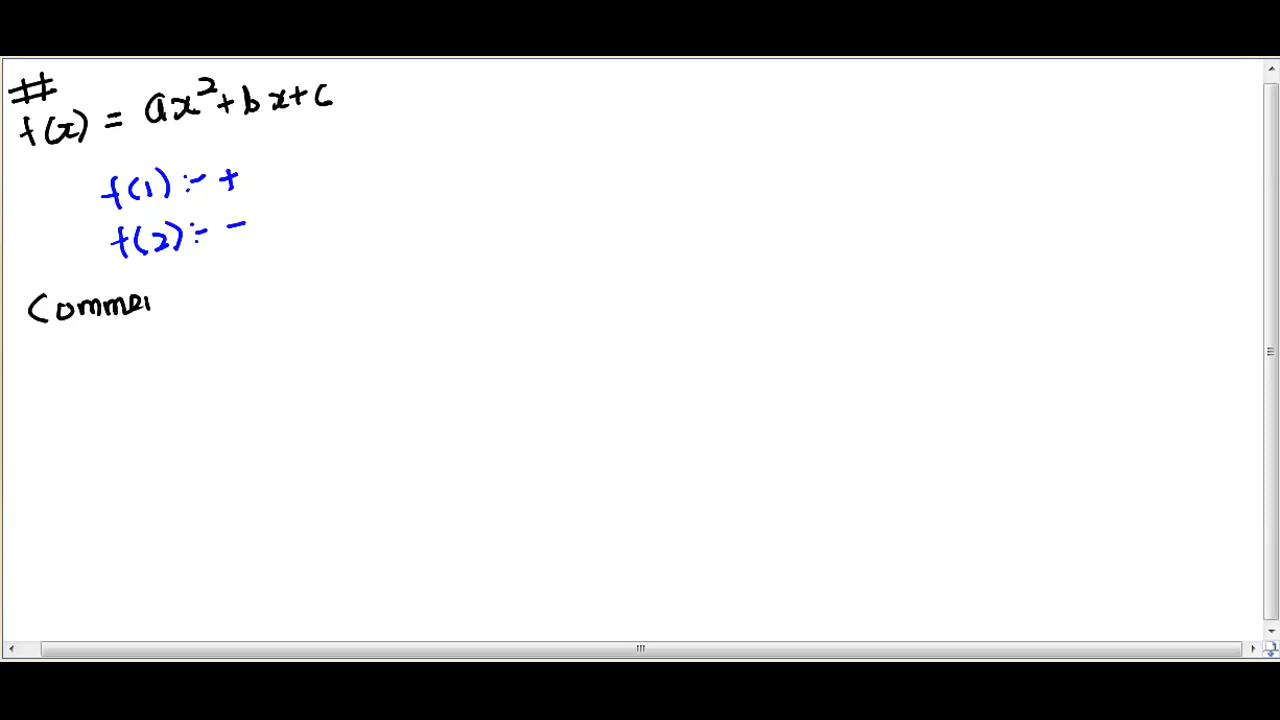 #
f(x) = ax²+bx+c
f(1) :- +
f(2) :- -
Comme